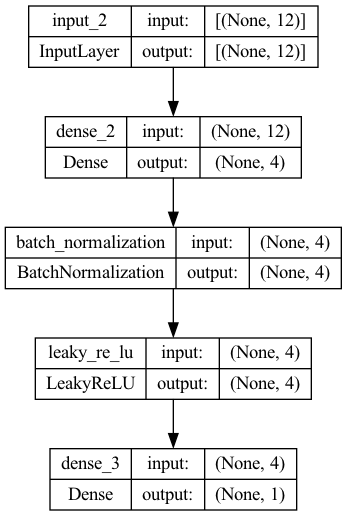 input_2 input: [(None, 12)]
InputLayer output: [(None, 12)]
dense_2 input: (None, 12)
Dense output: (None, 4)
batch_normalization input: (None, 4)
BatchNormalization output: (None, 4)
leaky_re_lu input: (None, 4)
LeakyReLU output: (None, 4)
dense_3 input: (None, 4)
Dense output: (None, 1)